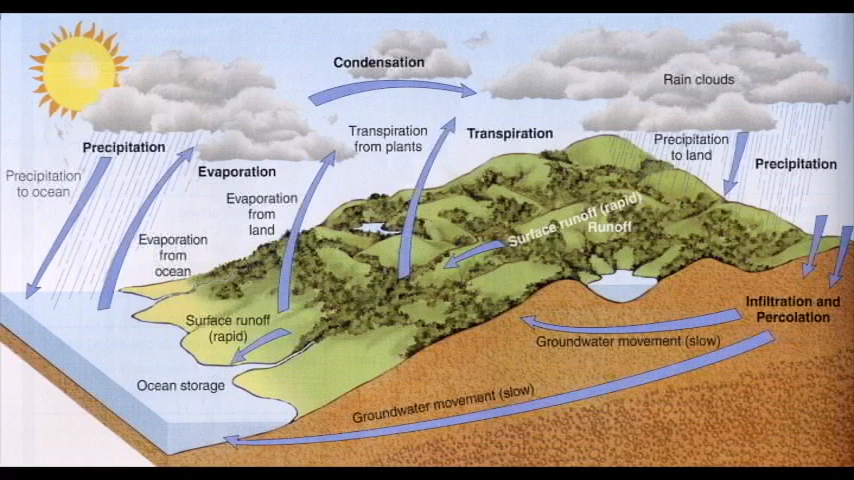 Condensation
Rain clouds
Precipitation
Precipitation
to ocean
Evaporation
Evaporation
from
land
Evaporation
from
ocean
Transpiration
from plants
Transpiration
Precipitation
to land
Precipitation
Surface runoff (rapid)
Runoff
Infiltration and
Percolation
Surface runoff
(rapid)
Groundwater movement (slow)
Ocean storage
Groundwater movement (slow)